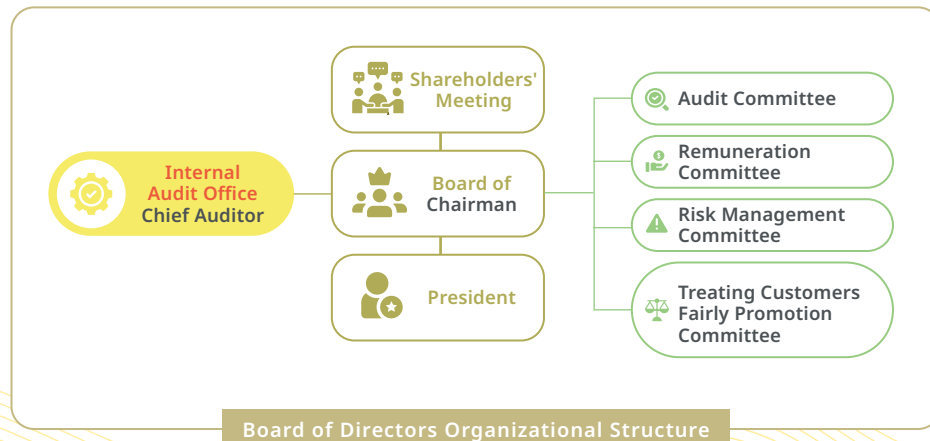 Shareholders'
Meeting
Internal
Audit Office
Chief Auditor
Board of
Chairman
President
Audit Committee
Remuneration
Committee
Risk Management
Committee
Treating Customers
Fairly Promotion
Committee
Board of Directors Organizational Structure